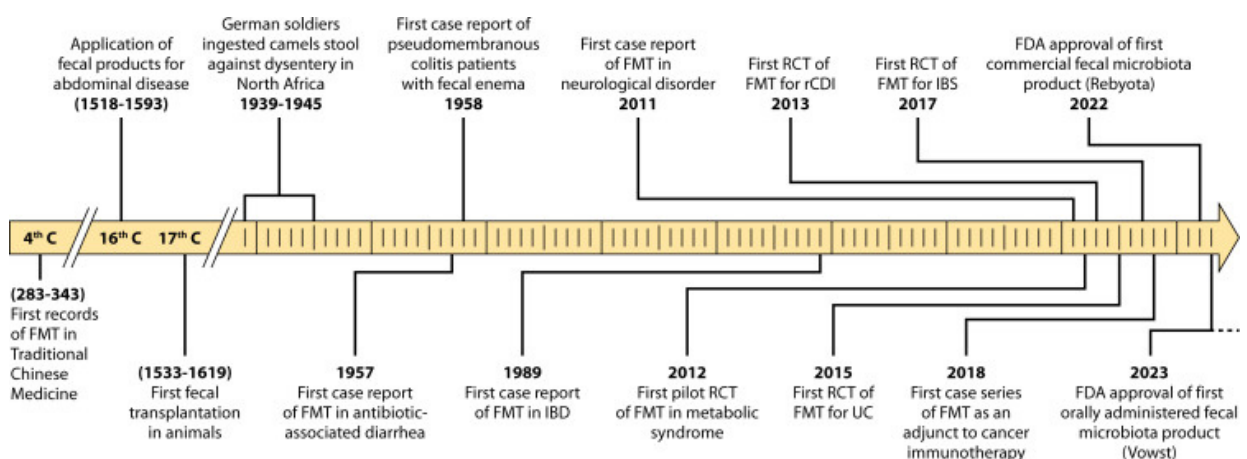 Application of
fecal products for
abdominal disease
(1518-1593)
German soldiers
ingested camels stool
against dysentery in
North Africa
1939-1945
First case report of
pseudomembranous
colitis patients
with fecal enema
1958
First case report
of FMT in
neurological disorder
2011
First RCT of
FMT for rCDI
2013
First RCT of
FMT for IBS
2017
FDA approval of first
commercial fecal microbiota
product (Rebyota)
2022
4th C
16th C
17th C
(283-343)
First records
of FMT in
Traditional
Chinese
Medicine
(1533-1619)
First fecal
transplantation
in animals
1957
First case report
of FMT in antibiotic-
associated diarrhea
1989
First case report
of FMT in IBD
2012
First pilot RCT
of FMT in metabolic
syndrome
2015
First RCT of
FMT for UC
2018
First case series
of FMT as an
adjunct to cancer
immunotherapy
2023
FDA approval of first
orally administered fecal
microbiota product
(Vowst)